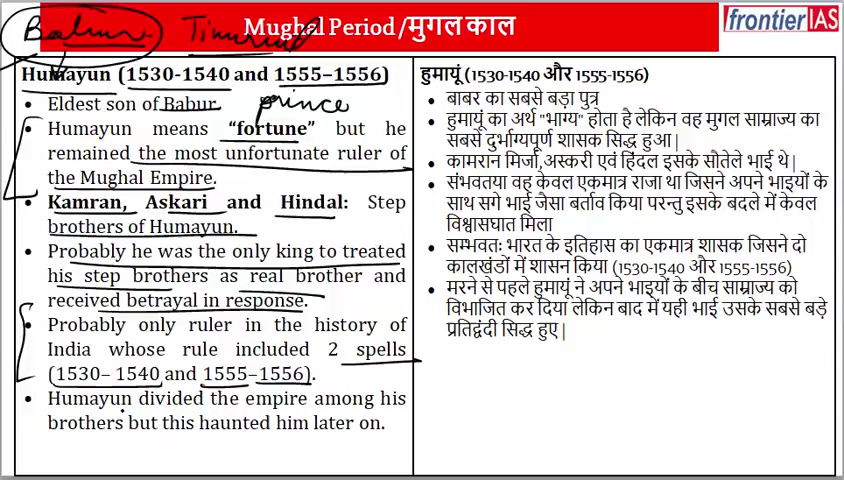 Babur
Timurid
Mughal Period/मुगल काल
frontierIAS
Humayun (1530-1540 and 1555–1556)
• Eldest son of Babur.
prince
• Humayun means “fortune” but he
remained the most unfortunate ruler of
the Mughal Empire.
• Kamran, Askari and Hindal: Step
brothers of Humayun.
• Probably he was the only king to treated
his step brothers as real brother and
received betrayal in response.
• Probably only ruler in the history of
India whose rule included 2 spells
(1530– 1540 and 1555–1556).
• Humayun divided the empire among his
brothers but this haunted him later on.
हुमायूं (1530-1540 और 1555-1556)
• बाबर का सबसे बड़ा पुत्र
• हुमायूं का अर्थ "भाग्य" होता है लेकिन वह मुगल साम्राज्य का
सबसे दुर्भाग्यपूर्ण शासक सिद्ध हुआ।
• कामरान मिर्जा,अस्करी एवं हिंदल इसके सौतेले भाई थे।
• संभवतया वह केवल एकमात्र राजा था जिसने अपने भाइयों के
साथ सगे भाई जैसा बर्ताव किया परन्तु इसके बदले में केवल
विश्वासघात मिला
• सम्भवतः भारत के इतिहास का एकमात्र शासक जिसने दो
कालखंडों में शासन किया (1530-1540 और 1555-1556)
• मरने से पहले हुमायूं ने अपने भाइयों के बीच साम्राज्य को
विभाजित कर दिया लेकिन बाद में यही भाई उसके सबसे बड़े
प्रतिद्वंदी सिद्ध हुए|